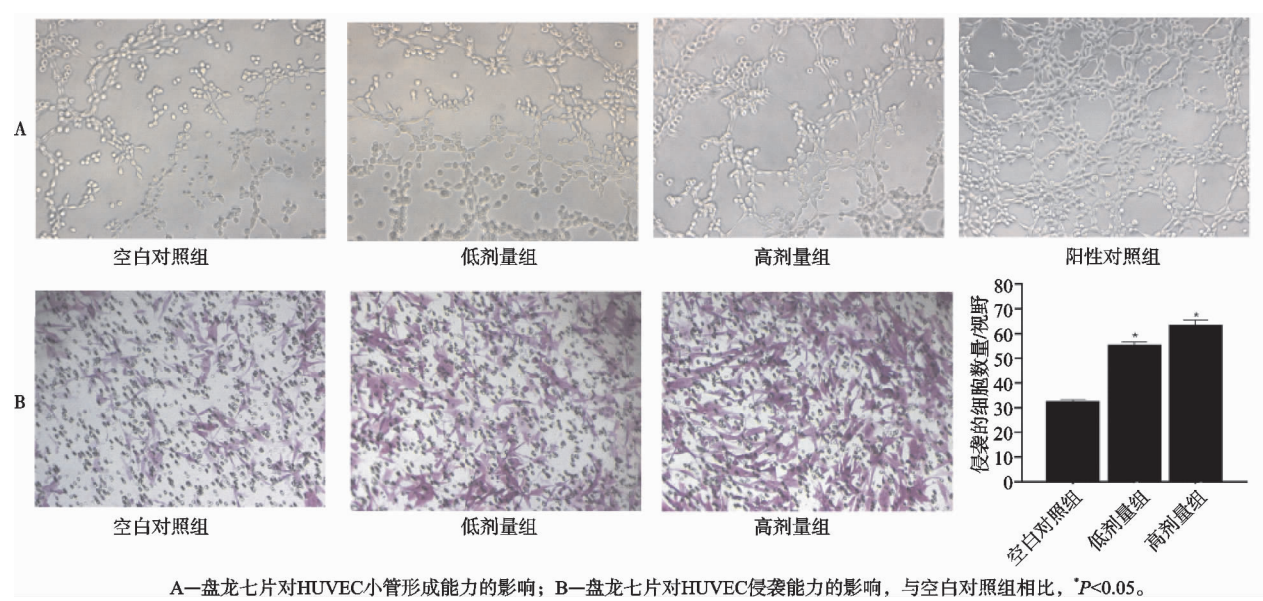 A
空白对照组
低剂量组
高剂量组
阳性对照组
B
空白对照组
低剂量组
高剂量组
侵袭的细胞数量/视野
80
70
60
50
40
30
20
10
0
*
*
空白对照组
低剂量组
高剂量组
A—盘龙七片对HUVEC小管形成能力的影响；B—盘龙七片对HUVEC侵袭能力的影响，与空白对照组相比，*P<0.05。